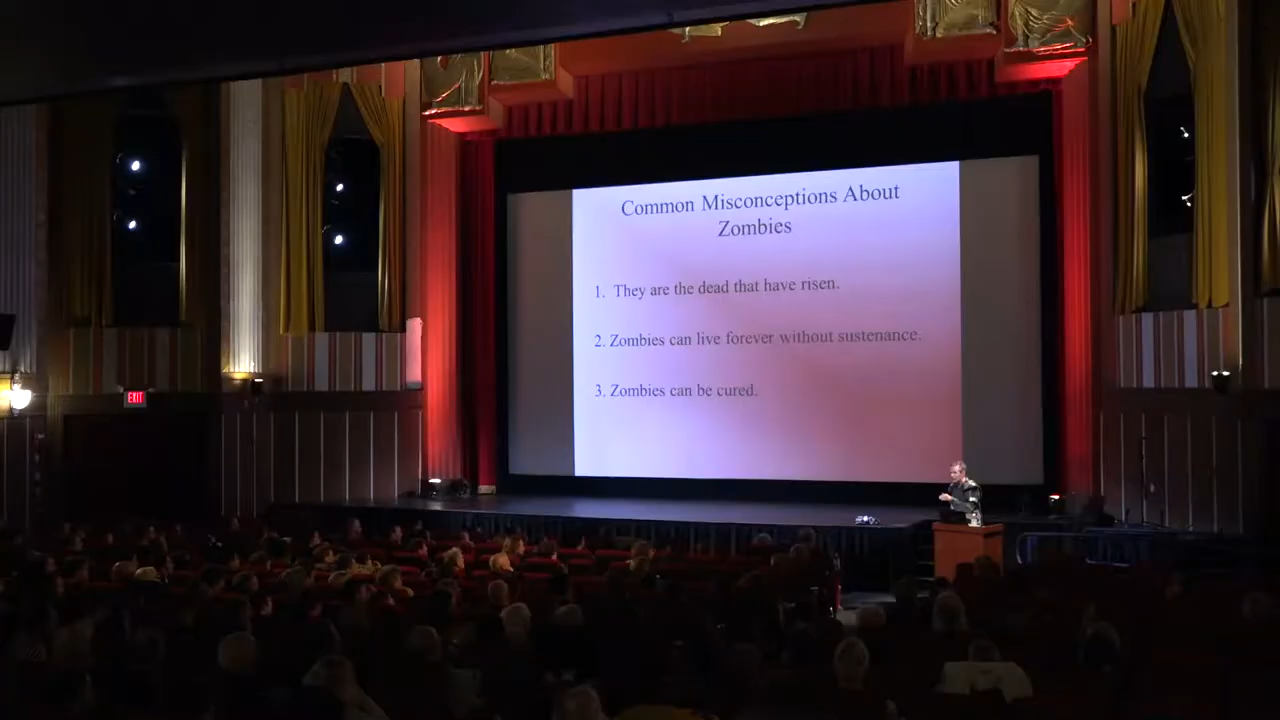 Common Misconceptions About
Zombies
1. They are the dead that have risen.
2. Zombies can live forever without sustenance.
3. Zombies can be cured.
EXIT